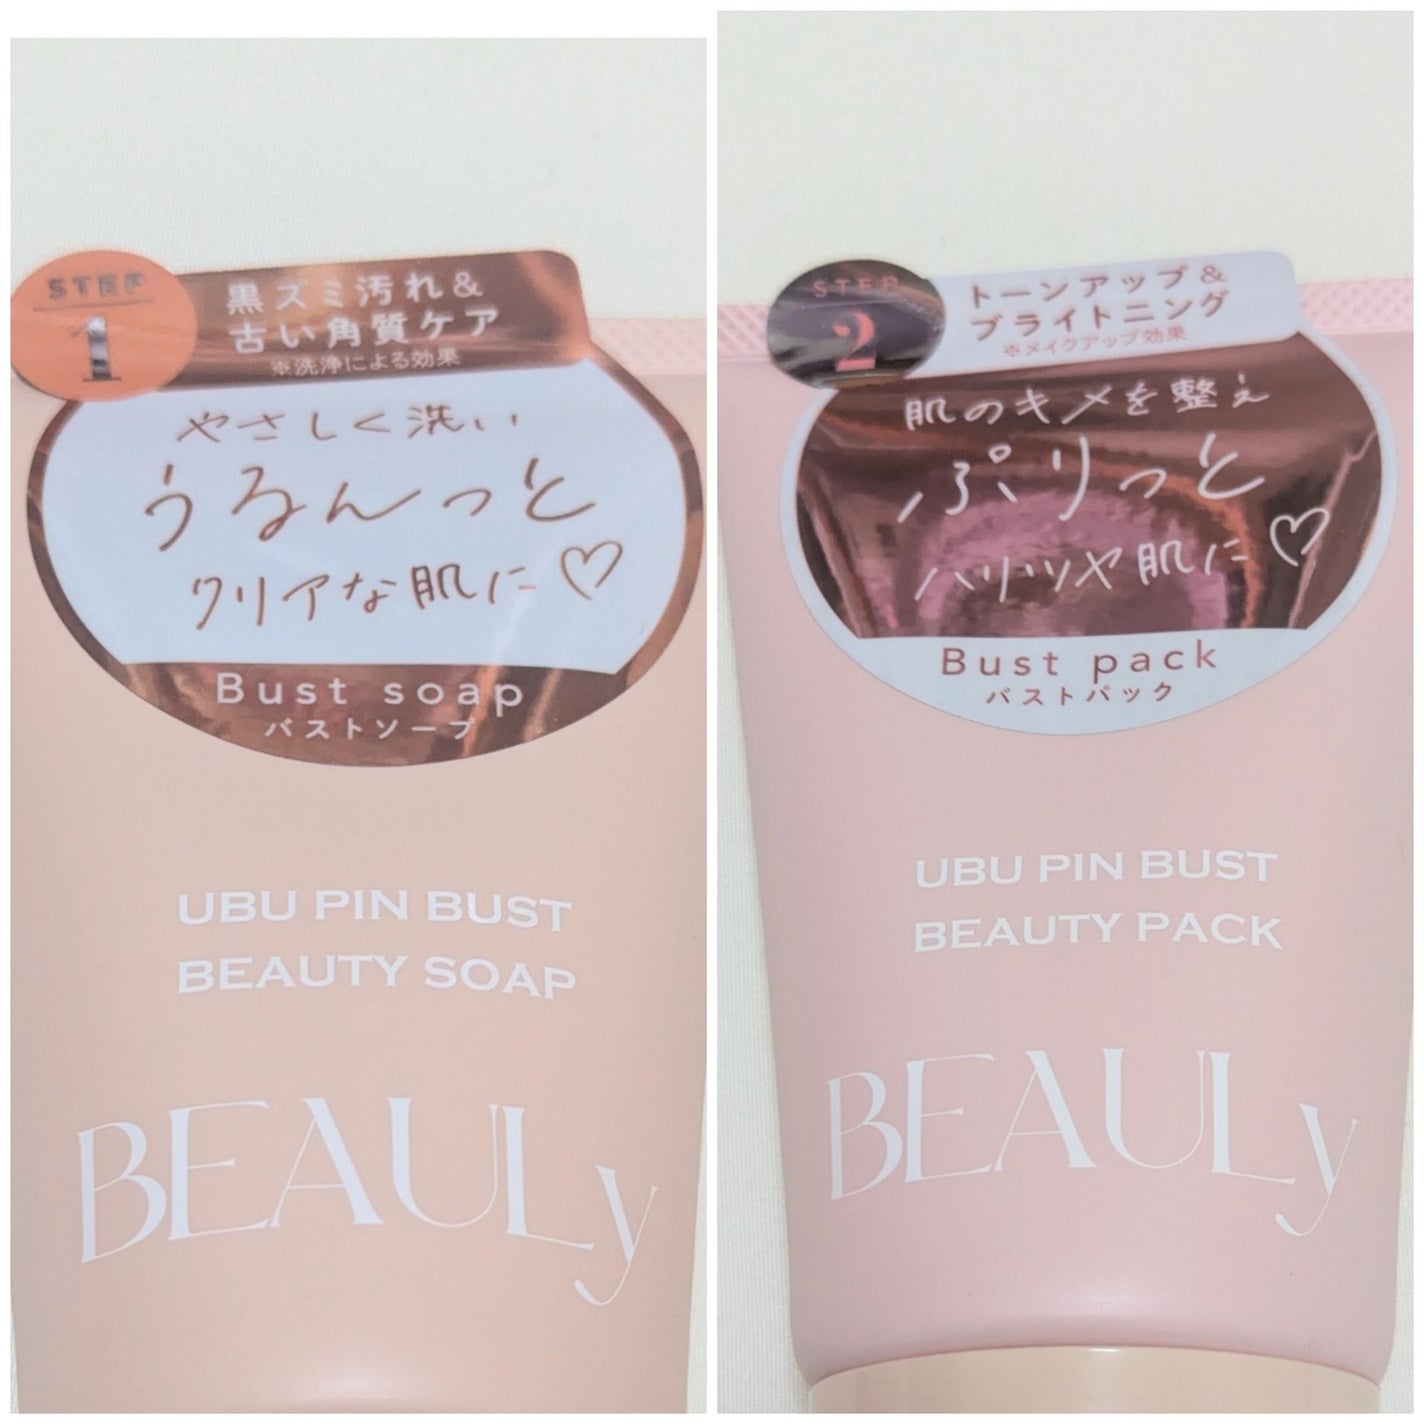 STEP
1
黒ズミ汚れ&
古い角質ケア
※洗浄による効果
やさしく洗い
うるんっと
クリアな肌に♡
Bust soap
バストソープ
UBU PIN BUST
BEAUTY SOAP
BEAULy
STEP
2
トーンアップ&
ブライトニング
※メイクアップ効果
肌のキメを整え
ぷりっと
ハリツヤ肌に♡
Bust pack
バストパック
UBU PIN BUST
BEAUTY PACK
BEAULy